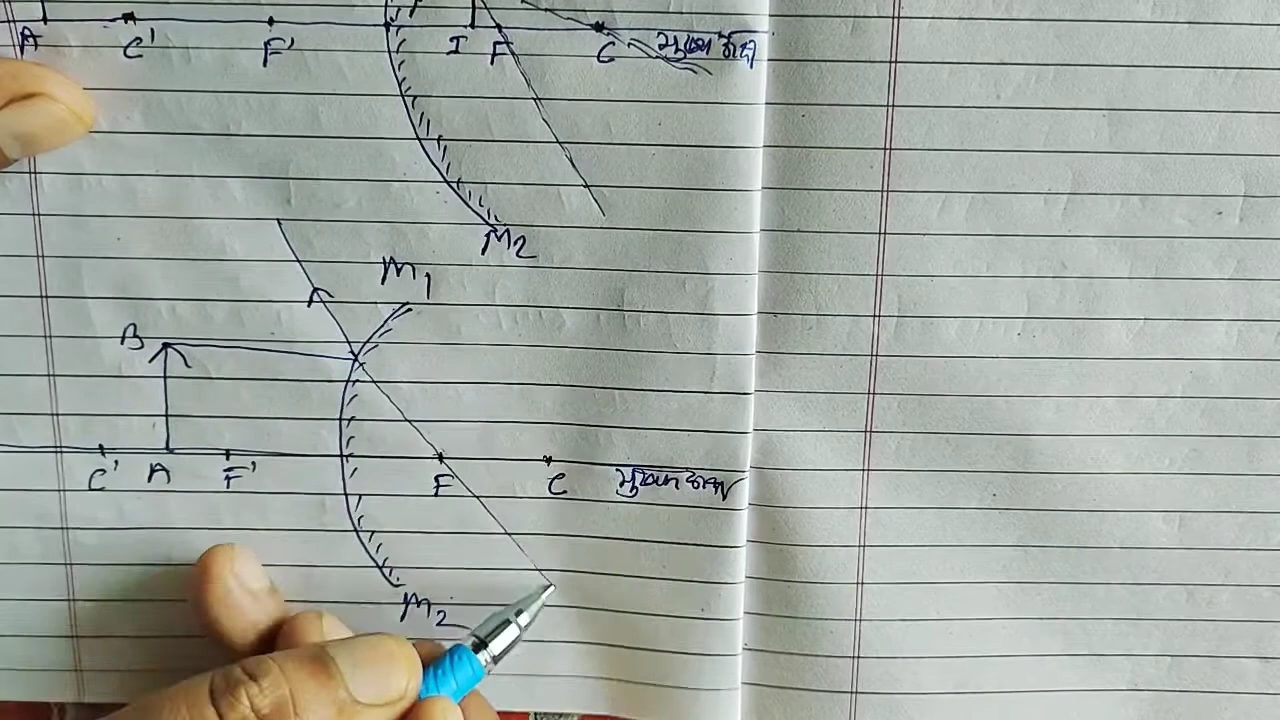 A C' F' I F C मुख्य अक्ष
M2
M1
B
C' A F' F C मुख्य अक्ष
M2